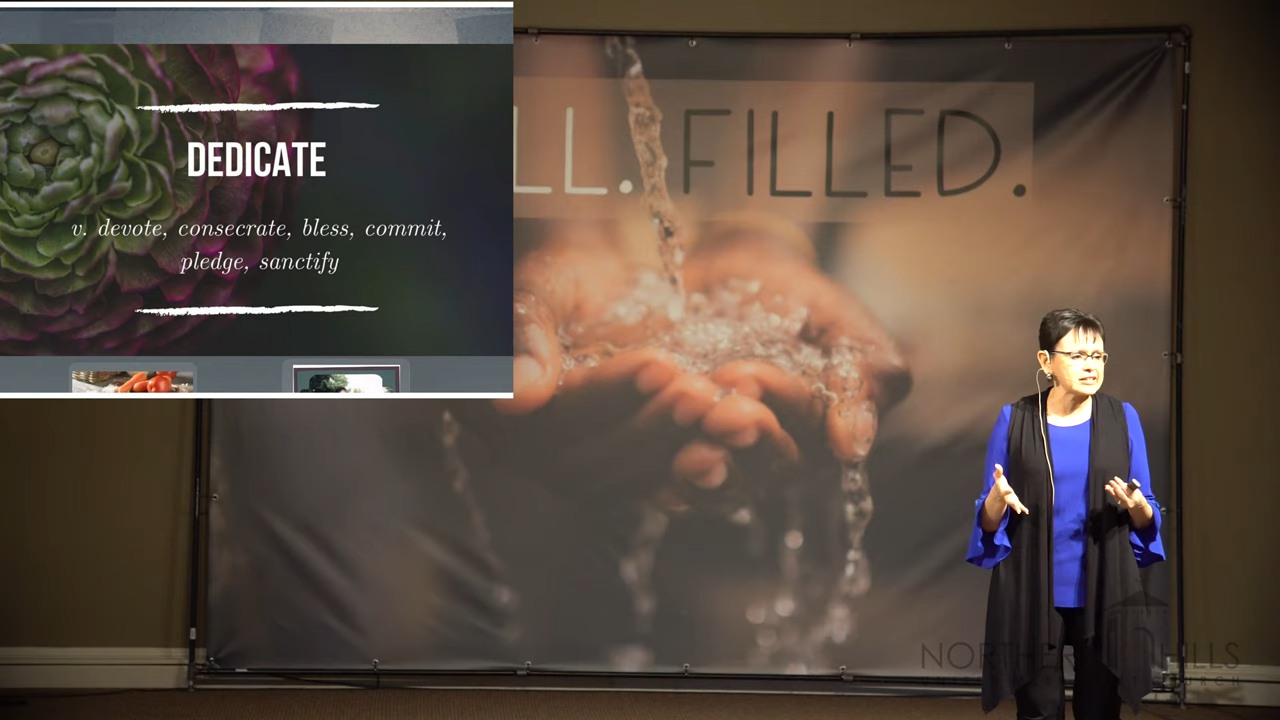 DEDICATE
v. devote, consecrate, bless, commit,
pledge, sanctify
LL. FILLED.